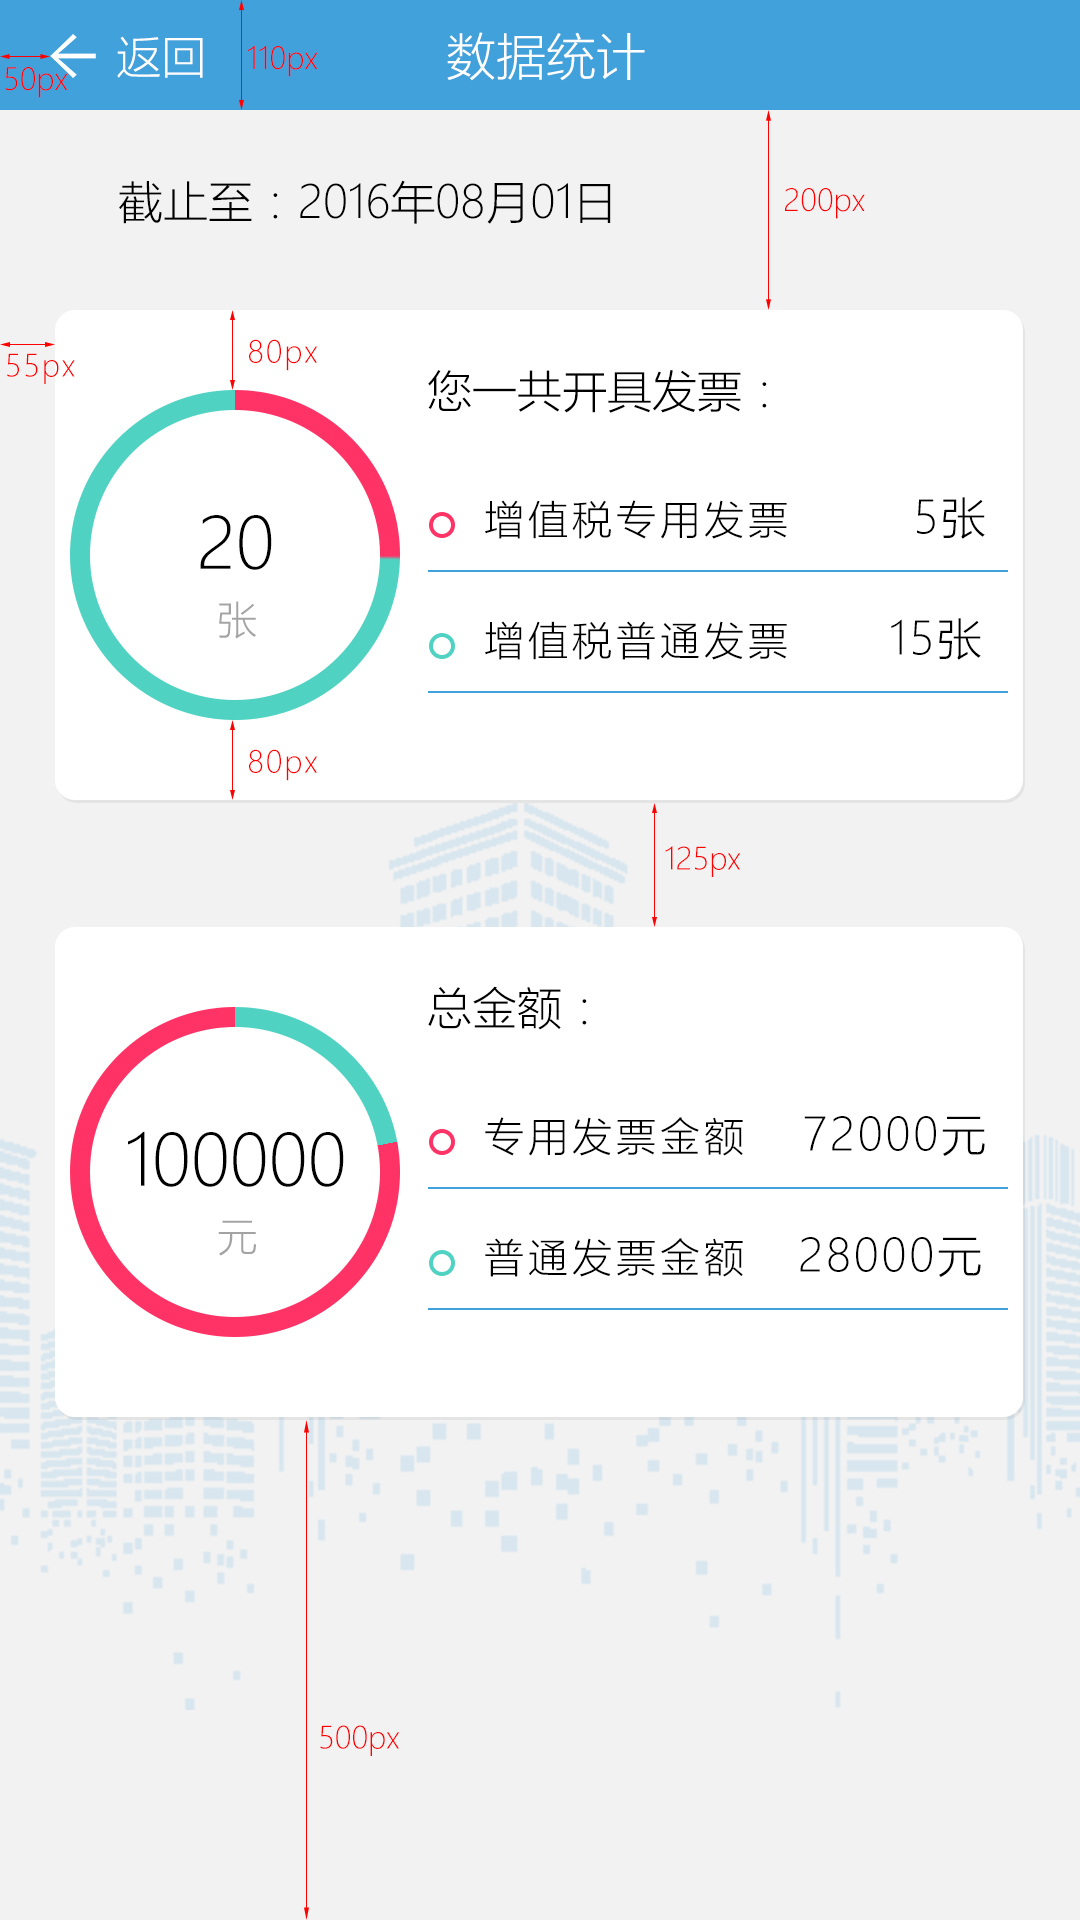 返回 110px 数据统计
50px
截止至：2016年08月01日 200px
80px
55px
您一共开具发票：
20
张
增值税专用发票 5张
增值税普通发票 15张
80px
125px
总金额：
100000
元
专用发票金额 72000元
普通发票金额 28000元
500px